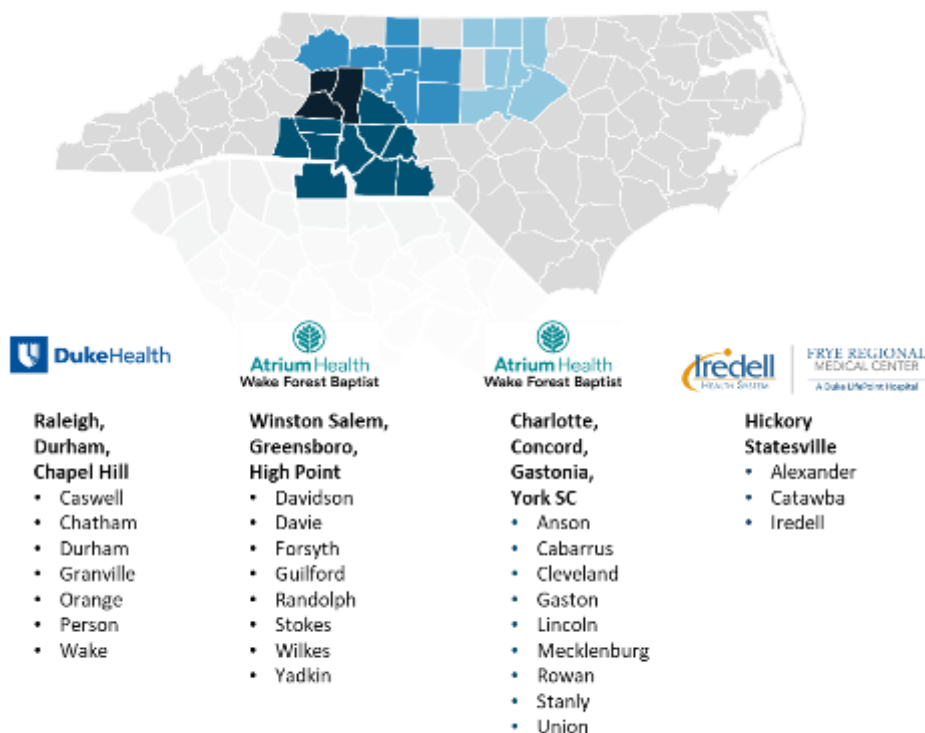 DukeHealth
Raleigh,
Durham,
Chapel Hill
• Caswell
• Chatham
• Durham
• Granville
• Orange
• Person
• Wake
Atrium Health
Wake Forest Baptist
Winston Salem,
Greensboro,
High Point
• Davidson
• Davie
• Forsyth
• Guilford
• Randolph
• Stokes
• Wilkes
• Yadkin
Atrium Health
Wake Forest Baptist
Charlotte,
Concord,
Gastonia,
York SC
• Anson
• Cabarrus
• Cleveland
• Gaston
• Lincoln
• Mecklenburg
• Rowan
• Stanly
• Union
Iredell
HEALTH SYSTEM
FRYE REGIONAL
MEDICAL CENTER
A Duke LifePoint Hospital
Hickory
Statesville
• Alexander
• Catawba
• Iredell